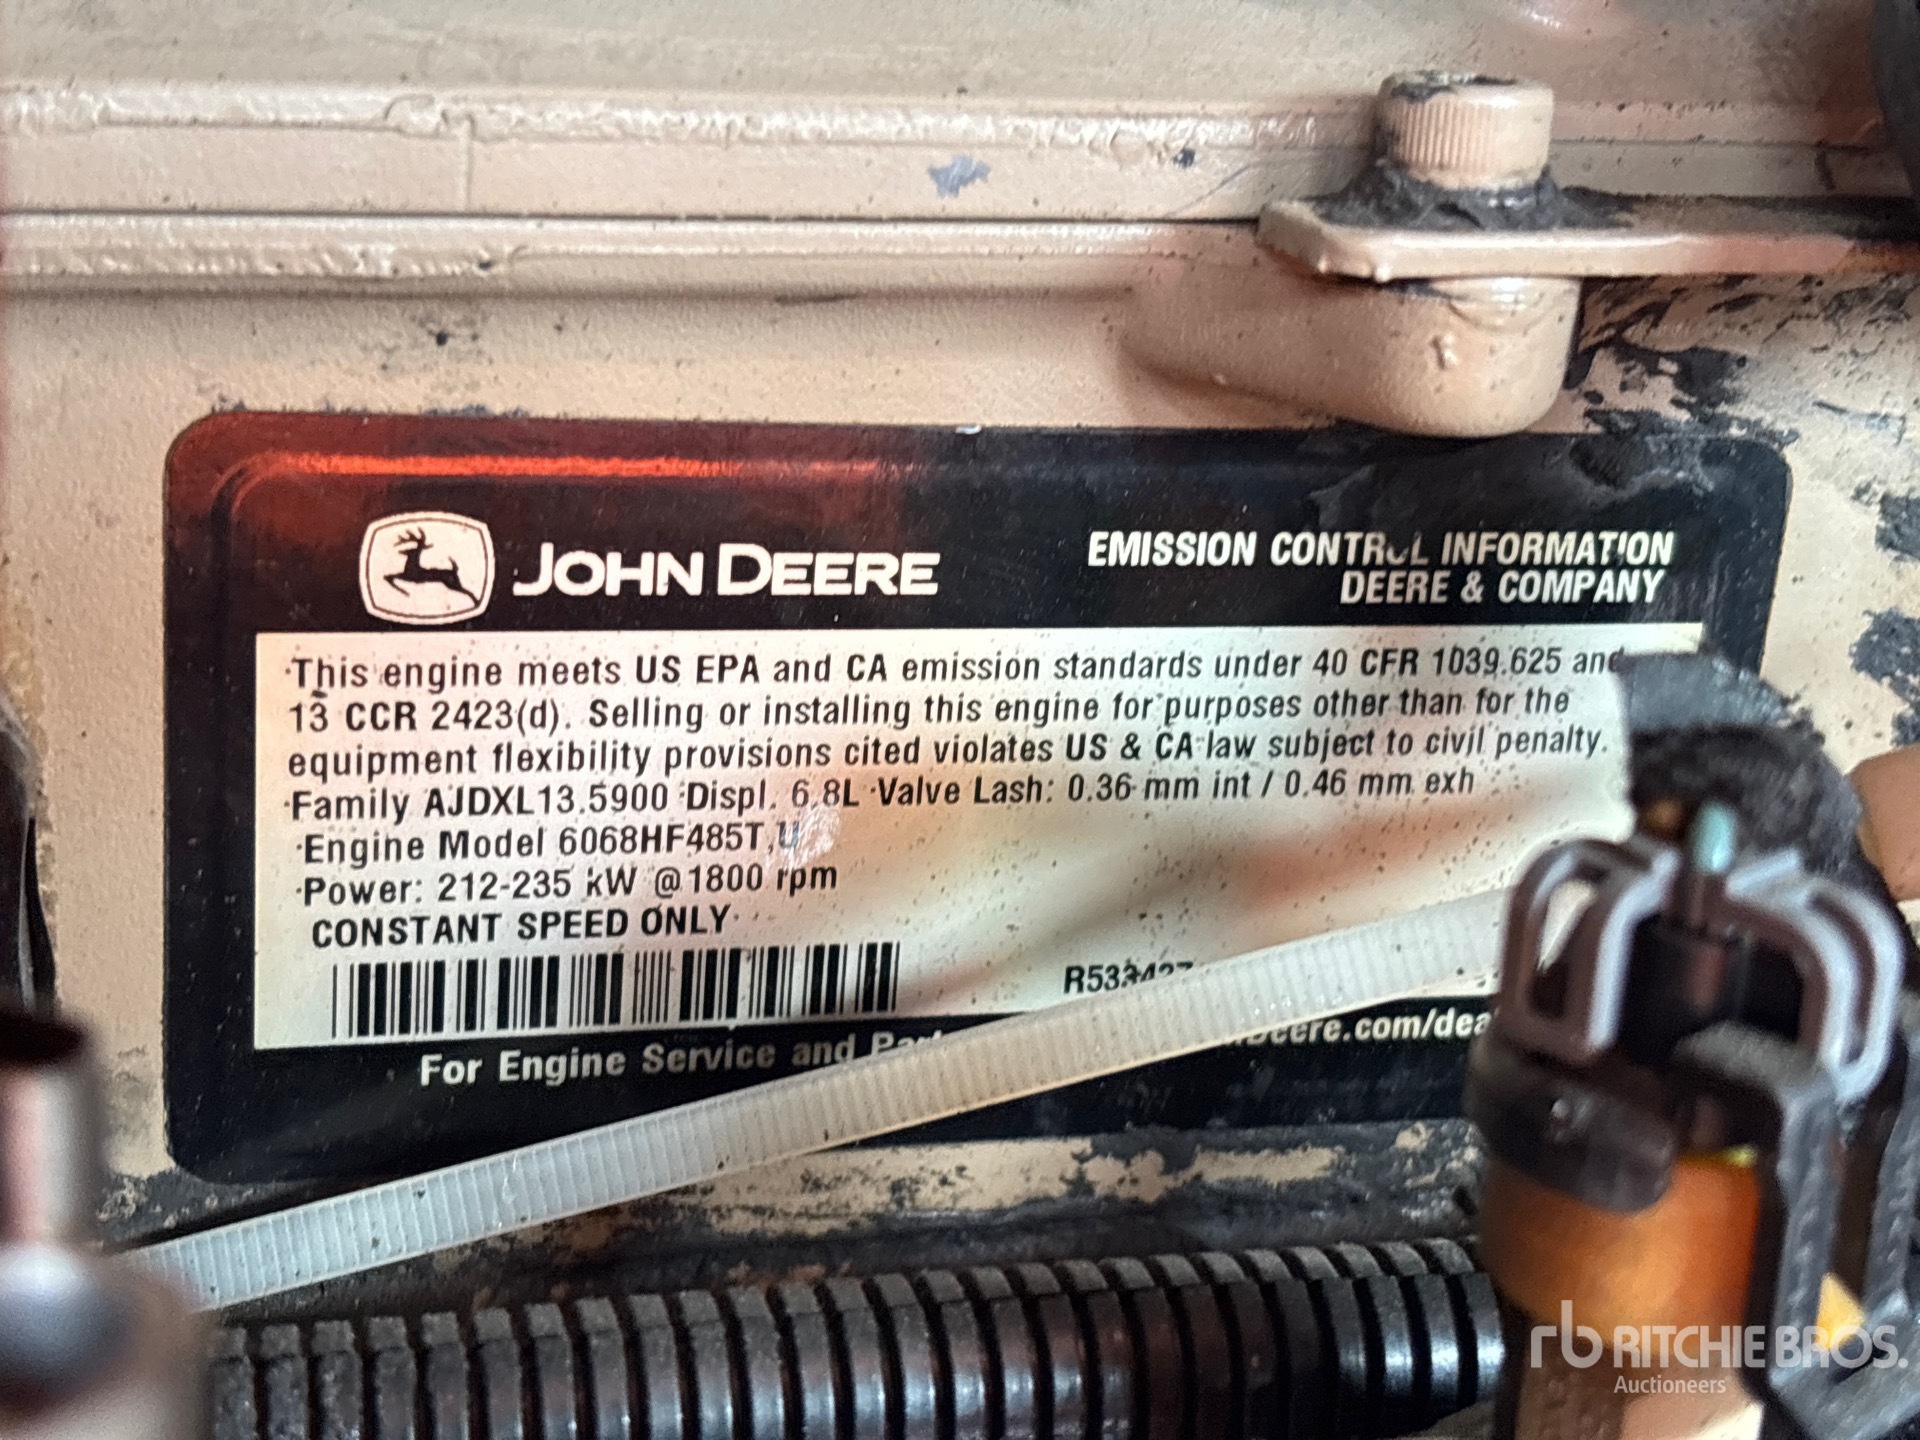 JOHN DEERE
EMISSION CONTROL INFORMATION
DEERE & COMPANY
·This engine meets US EPA and CA emission standards under 40 CFR 1039.625 and
13 CCR 2423(d). Selling or installing this engine for purposes other than for the
equipment flexibility provisions cited violates US & CA law subject to civil penalty.
·Family AJDXL13.5900 ·Displ. 6.8L ·Valve Lash: 0.36 mm int / 0.46 mm exh
·Engine Model 6068HF485T,U
·Power: 212-235 kW @1800 rpm
CONSTANT SPEED ONLY
For Engine Service and
rb RITCHIE BROS.
Auctioneers